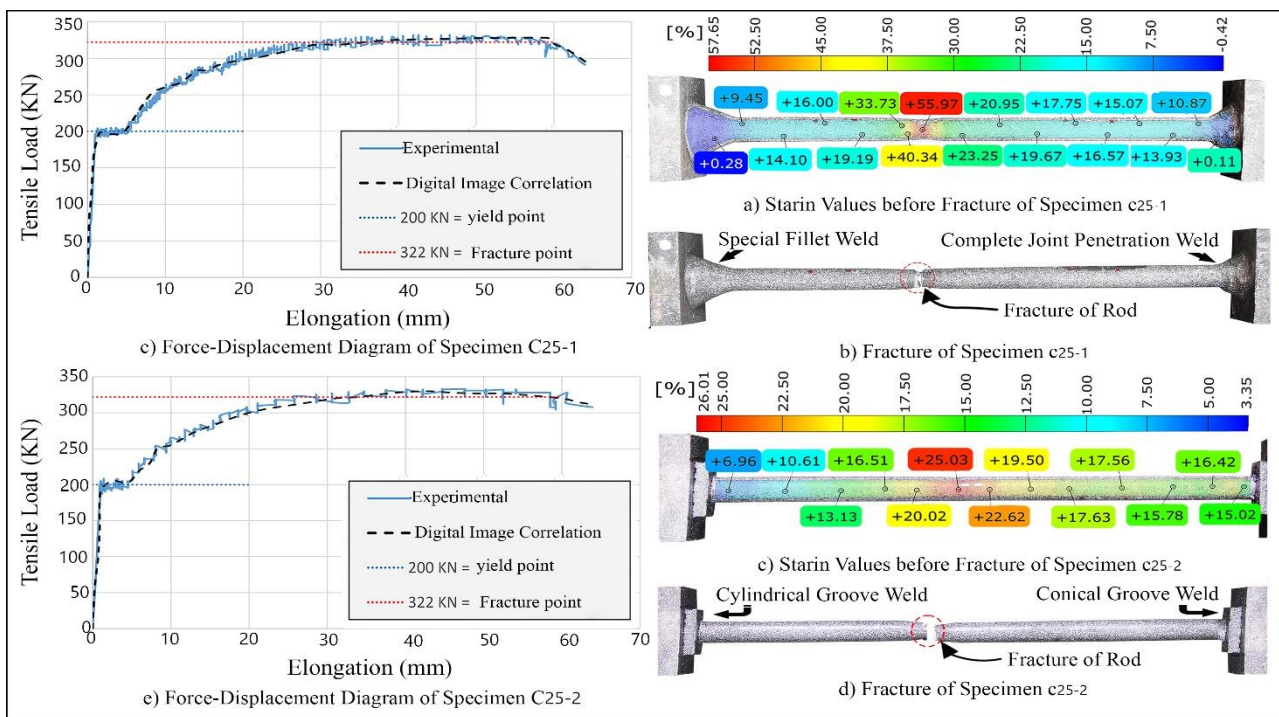 350
300
250
200
150
100
50
0
Tensile Load (KN)
Experimental
Digital Image Correlation
200 KN = yield point
322 KN = Fracture point
0 10 20 30 40 50 60 70
Elongation (mm)
c) Force-Displacement Diagram of Specimen C25-1
[%]
57.65 52.50 45.00 37.50 30.00 22.50 15.00 7.50 -0.42
+9.45 +16.00 +33.73 +55.97 +20.95 +17.75 +15.07 +10.87
+0.28 +14.10 +19.19 +40.34 +23.25 +19.67 +16.57 +13.93 +0.11
a) Starin Values before Fracture of Specimen c25-1
Special Fillet Weld Complete Joint Penetration Weld
Fracture of Rod
b) Fracture of Specimen c25-1
350
300
250
200
150
100
50
0
Tensile Load (KN)
Experimental
Digital Image Correlation
200 KN = yield point
322 KN = Fracture point
0 10 20 30 40 50 60 70
Elongation (mm)
e) Force-Displacement Diagram of Specimen C25-2
[%]
26.01 25.00 22.50 20.00 17.50 15.00 12.50 10.00 7.50 5.00 3.35
+6.96 +10.61 +16.51 +25.03 +19.50 +17.56 +16.42
+13.13 +20.02 +22.62 +17.63 +15.78 +15.02
c) Starin Values before Fracture of Specimen c25-2
Cylindrical Groove Weld Conical Groove Weld
Fracture of Rod
d) Fracture of Specimen c25-2